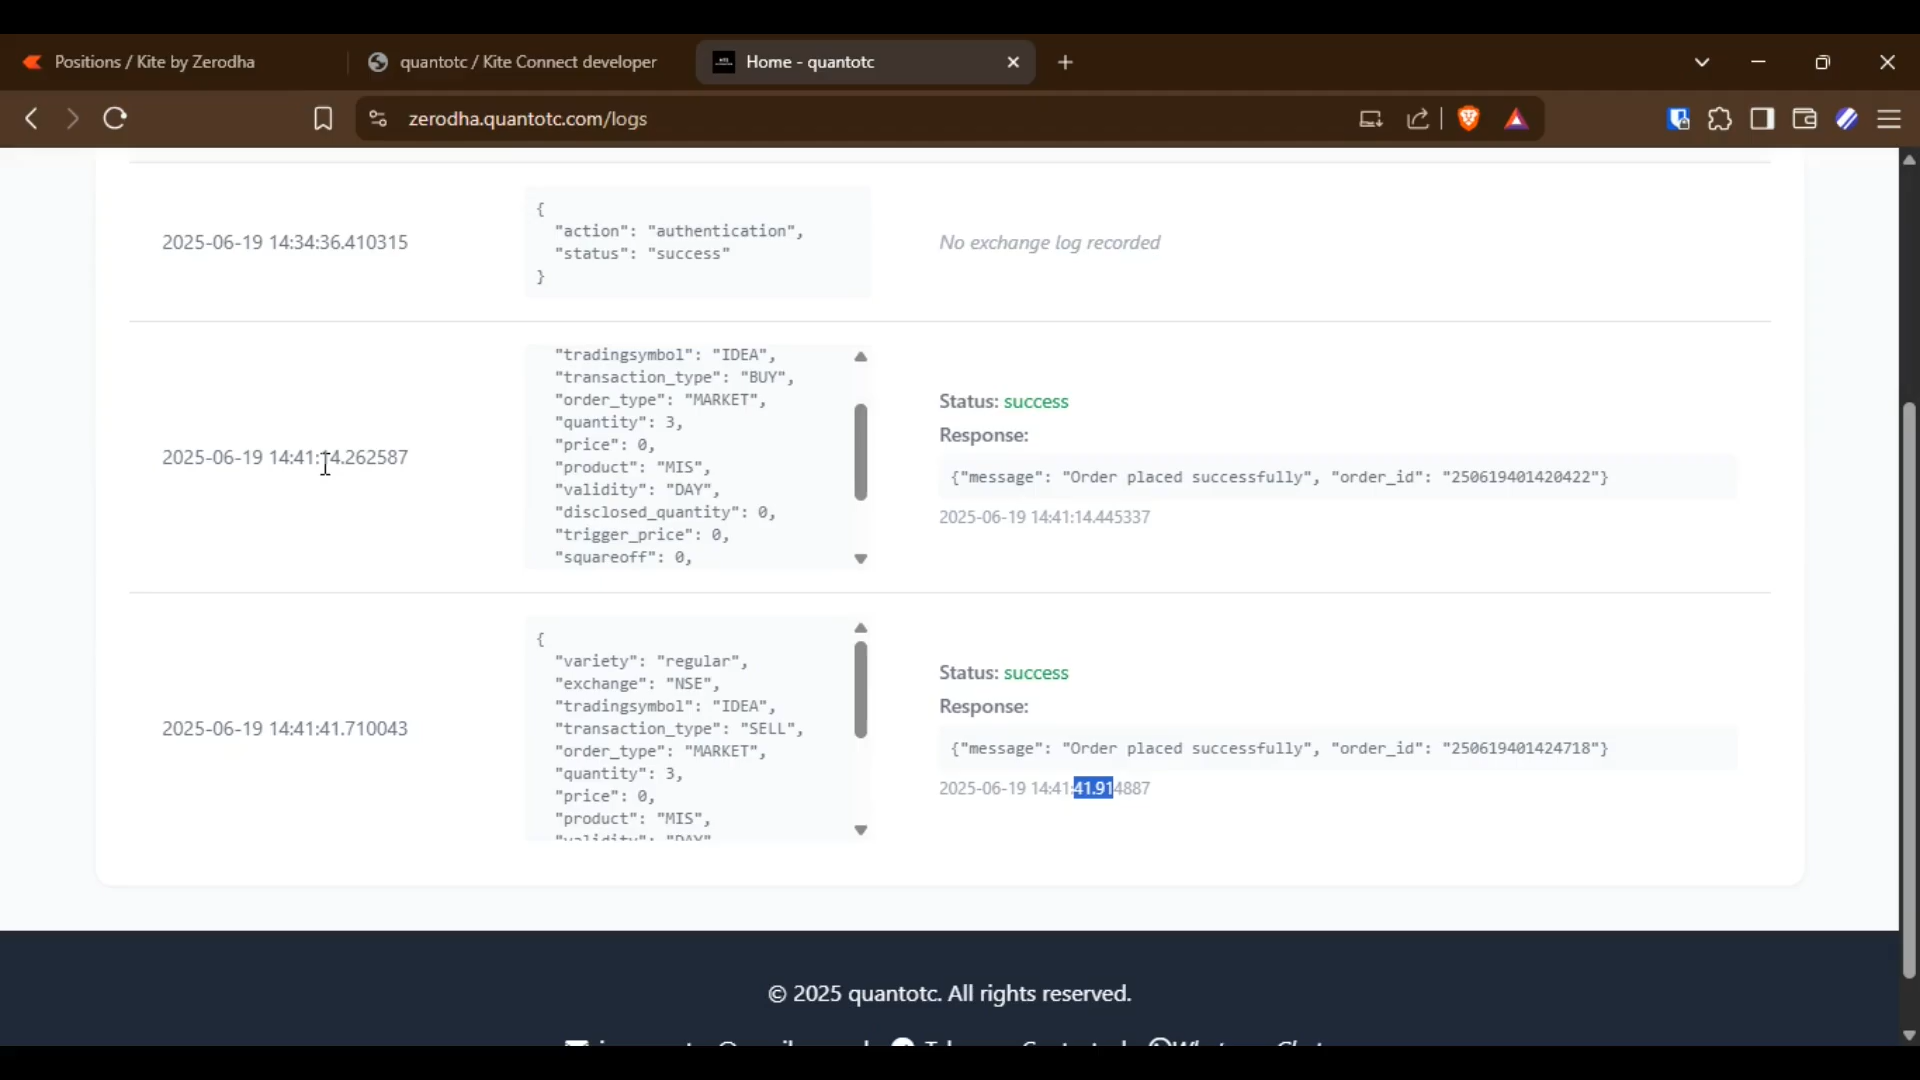 Positions / Kite by Zerodha
quantotc / Kite Connect developer
Home - quantotc
zerodha.quantotc.com/logs
2025-06-19 14:34:36.410315
{
"action": "authentication",
"status": "success"
}
No exchange log recorded
2025-06-19 14:41:14.262587
"tradingsymbol": "IDEA",
"transaction_type": "BUY",
"order_type": "MARKET",
"quantity": 3,
"price": 0,
"product": "MIS",
"validity": "DAY",
"disclosed_quantity": 0,
"trigger_price": 0,
"squareoff": 0,
Status: success
Response:
{"message": "Order placed successfully", "order_id": "250619401420422"}
2025-06-19 14:41:14.445337
2025-06-19 14:41:41.710043
{
"variety": "regular",
"exchange": "NSE",
"tradingsymbol": "IDEA",
"transaction_type": "SELL",
"order_type": "MARKET",
"quantity": 3,
"price": 0,
"product": "MIS",
"validity": "DAY"
Status: success
Response:
{"message": "Order placed successfully", "order_id": "250619401424718"}
2025-06-19 14:41:41.914887
© 2025 quantotc. All rights reserved.